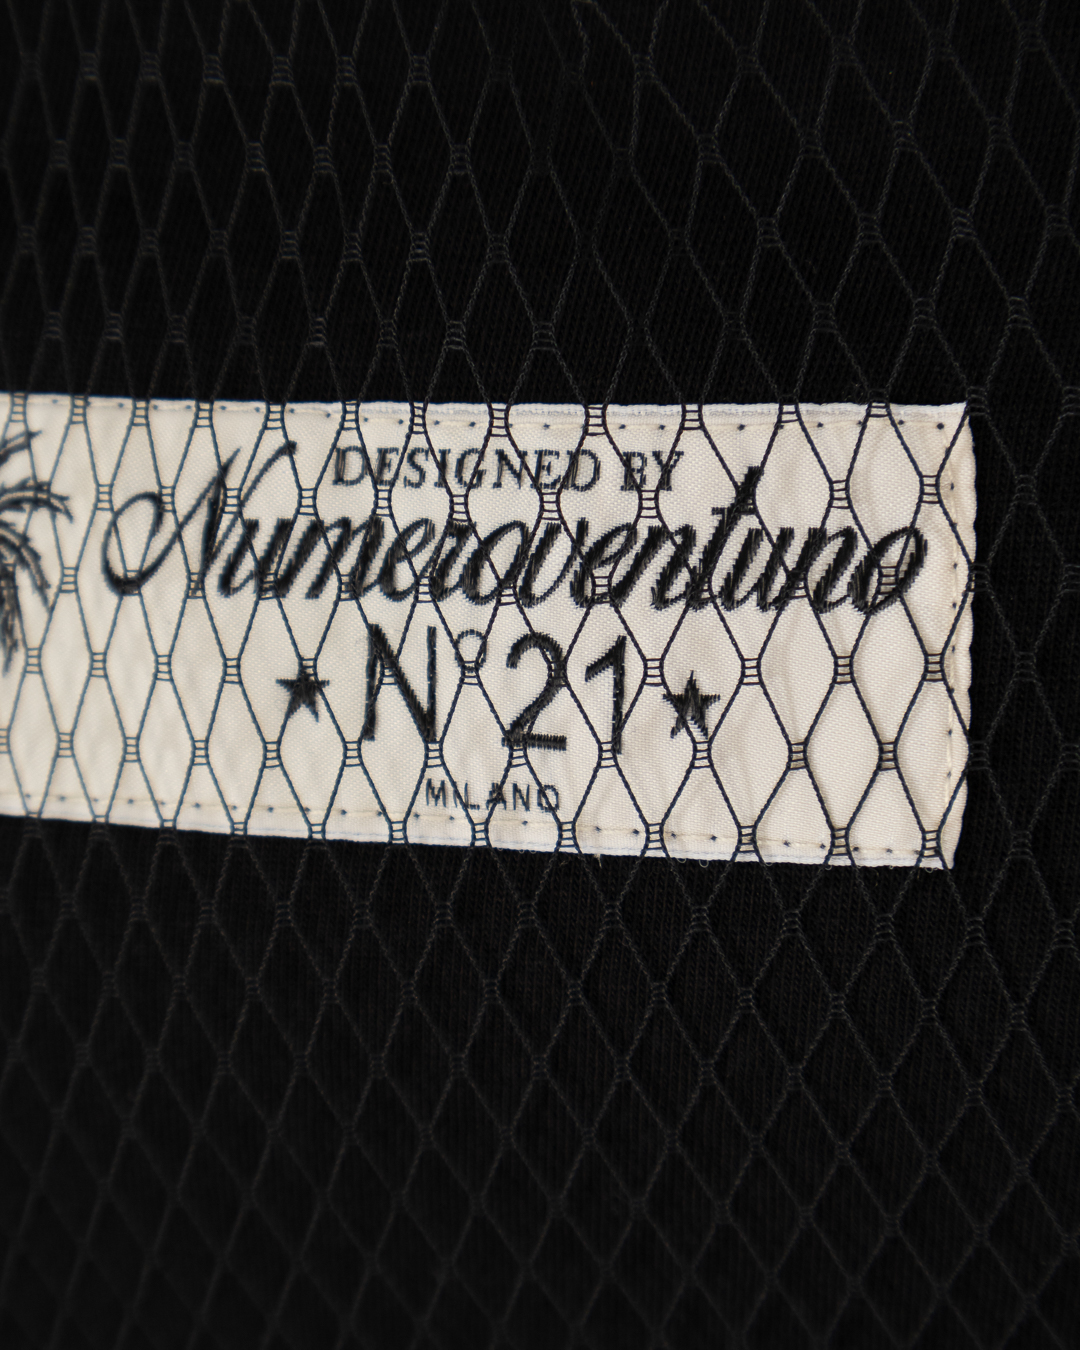 DESIGNED BY
Numeroventuno
★ N° 21 ★
MILANO